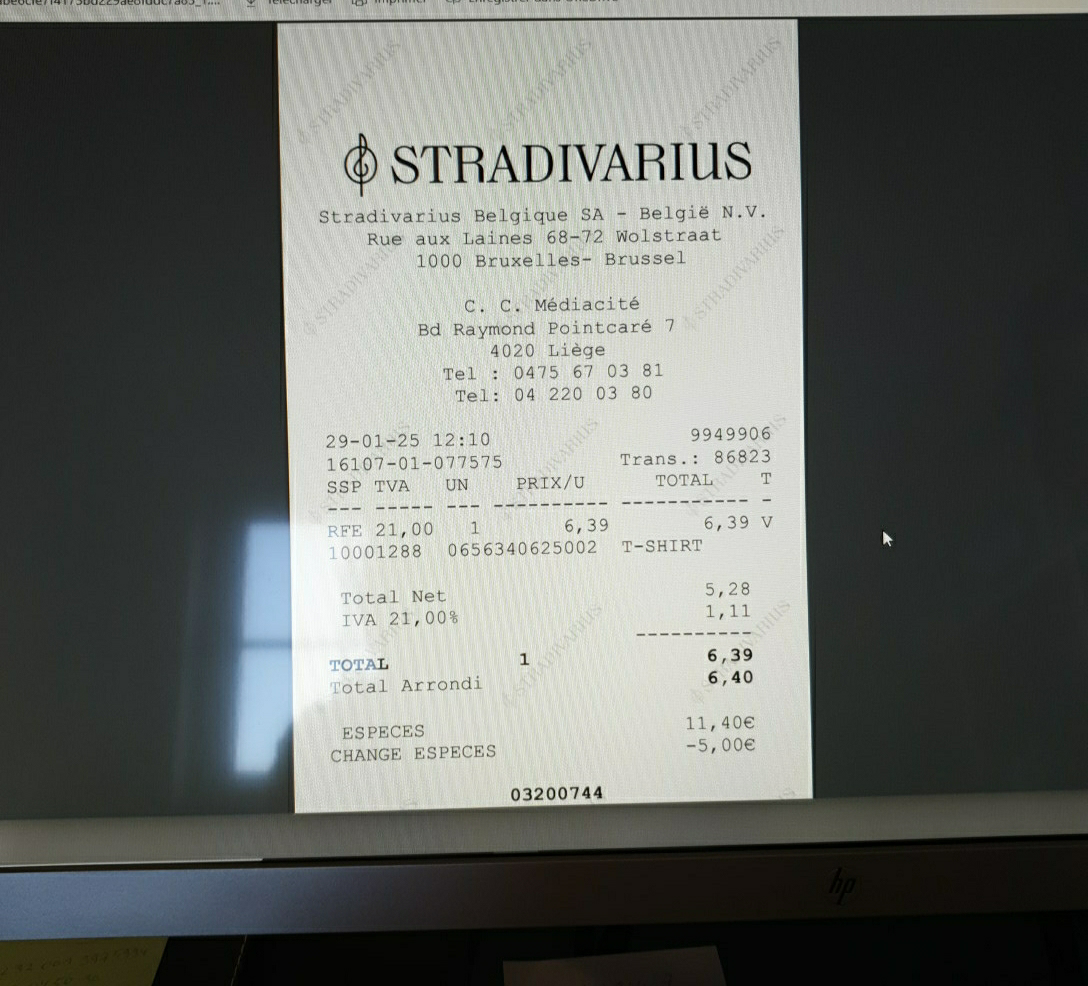 Télécharger Imprimer
STRADIVARIUS
Stradivarius Belgique SA - België N.V.
Rue aux Laines 68-72 Wolstraat
1000 Bruxelles- Brussel
C. C. Médiacité
Bd Raymond Pointcaré 7
4020 Liège
Tel : 0475 67 03 81
Tel: 04 220 03 80
29-01-25 12:10 9949906
16107-01-077575 Trans.: 86823
SSP TVA UN PRIX/U TOTAL T
--- ----- --- ---------- ----------- -
RFE 21,00 1 6,39 6,39 V
10001288 0656340625002 T-SHIRT
Total Net 5,28
IVA 21,00% 1,11
----------
TOTAL 1 6,39
Total Arrondi 6,40
ESPECES 11,40€
CHANGE ESPECES -5,00€
03200744
hp